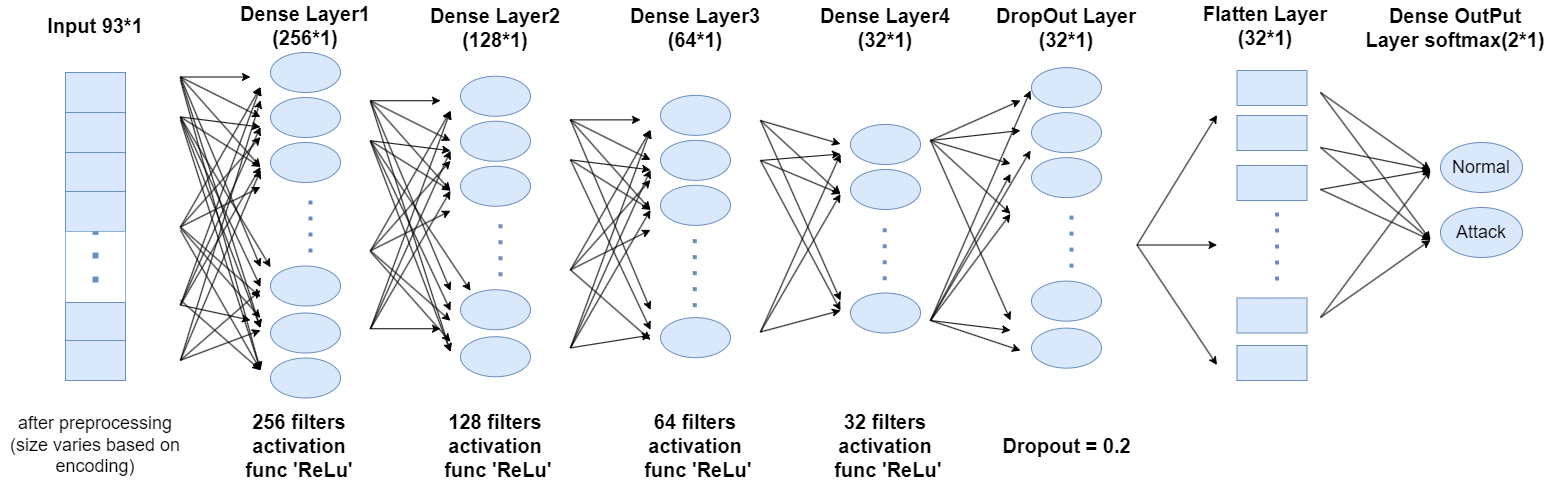 Input 93*1
Dense Layer1
(256*1)
Dense Layer2
(128*1)
Dense Layer3
(64*1)
Dense Layer4
(32*1)
DropOut Layer
(32*1)
Flatten Layer
(32*1)
Dense OutPut
Layer softmax(2*1)
Normal
Attack
after preprocessing
(size varies based on
encoding)
256 filters
activation
func 'ReLu'
128 filters
activation
func 'ReLu'
64 filters
activation
func 'ReLu'
32 filters
activation
func 'ReLu'
Dropout = 0.2